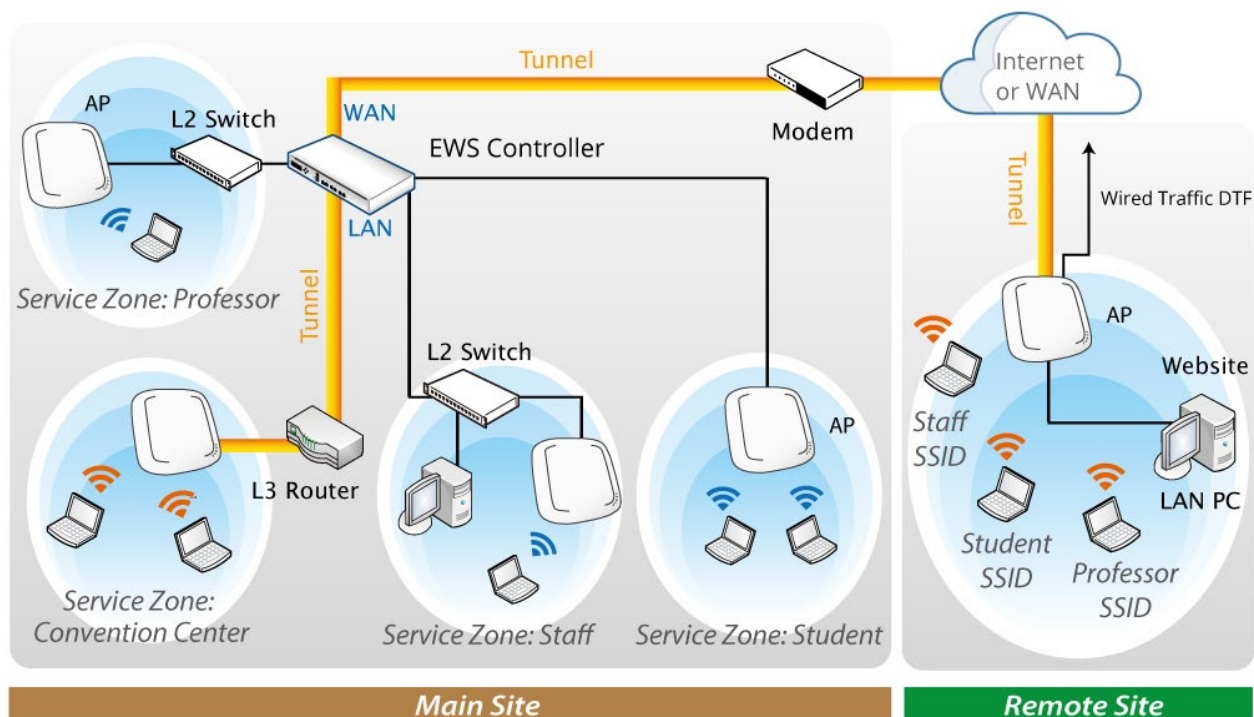 Tunnel
Internet
or WAN
AP
L2 Switch
WAN
EWS Controller
Modem
LAN
Tunnel
Wired Traffic DTF
Service Zone: Professor
Tunnel
AP
L2 Switch
Website
AP
Staff
SSID
L3 Router
LAN PC
Student
SSID
Professor
SSID
Service Zone:
Convention Center
Service Zone: Staff
Service Zone: Student
Main Site
Remote Site